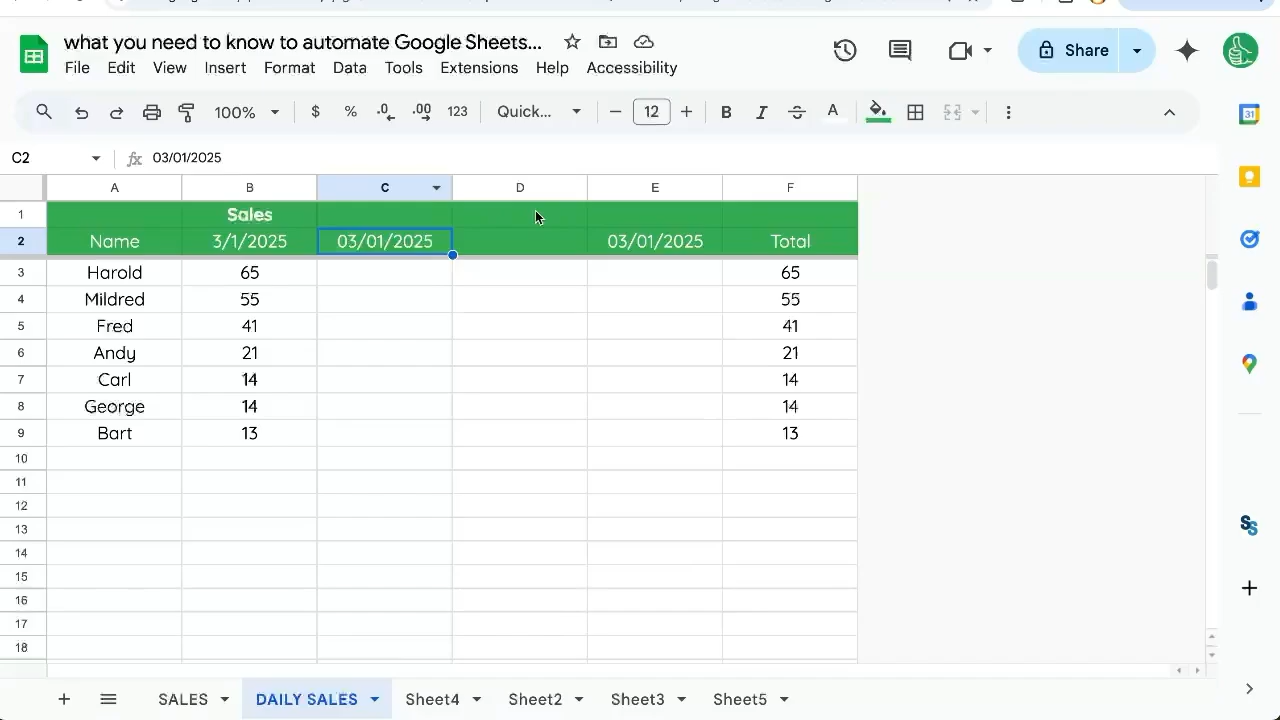 what you need to know to automate Google Sheets...
File Edit View Insert Format Data Tools Extensions Help Accessibility
Share
100% $ % .0 .00 123 Quick... 12 B I A
C2 fx 03/01/2025
A B C D E F
1 Sales
2 Name 3/1/2025 03/01/2025 03/01/2025 Total
3 Harold 65 65
4 Mildred 55 55
5 Fred 41 41
6 Andy 21 21
7 Carl 14 14
8 George 14 14
9 Bart 13 13
10
11
12
13
14
15
16
17
18
SALES DAILY SALES Sheet4 Sheet2 Sheet3 Sheet5
31